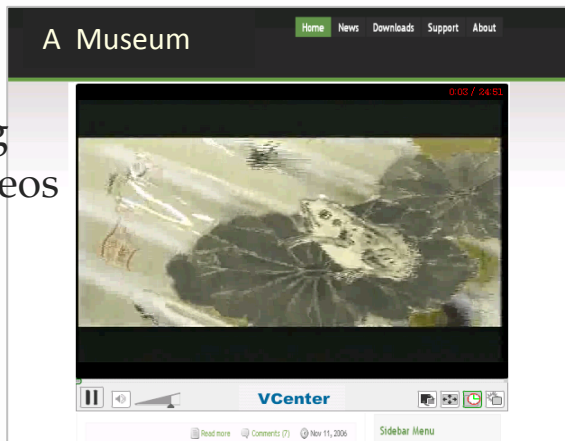 A Museum
Home News Downloads Support About
0:03 / 24:51
g
eos
VCenter
Read more Comments (7) Nov 11, 2006
Sidebar Menu